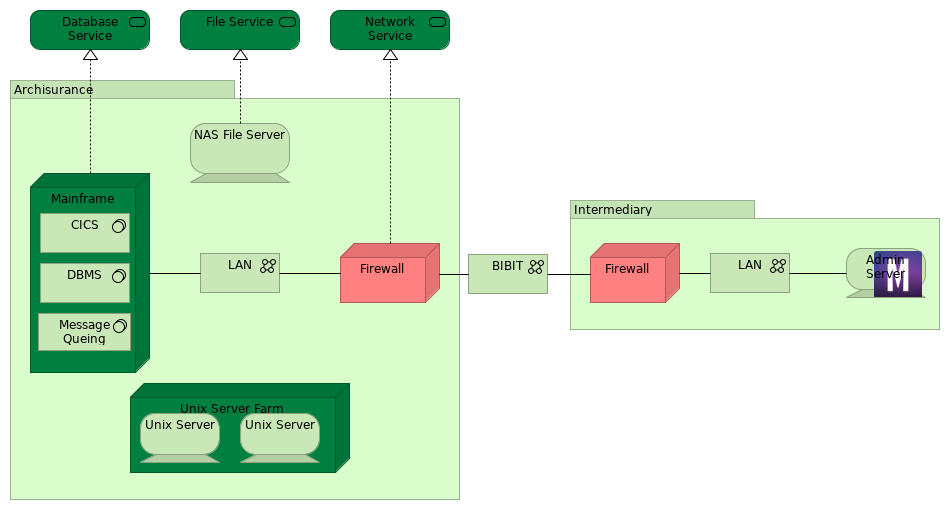 Database
Service
File Service
Network
Service
Archisurance
NAS File Server
Mainframe
CICS
DBMS
Message
Queing
LAN
Firewall
BIBIT
Unix Server Farm
Unix Server
Unix Server
Intermediary
Firewall
LAN
Admin
Server
M